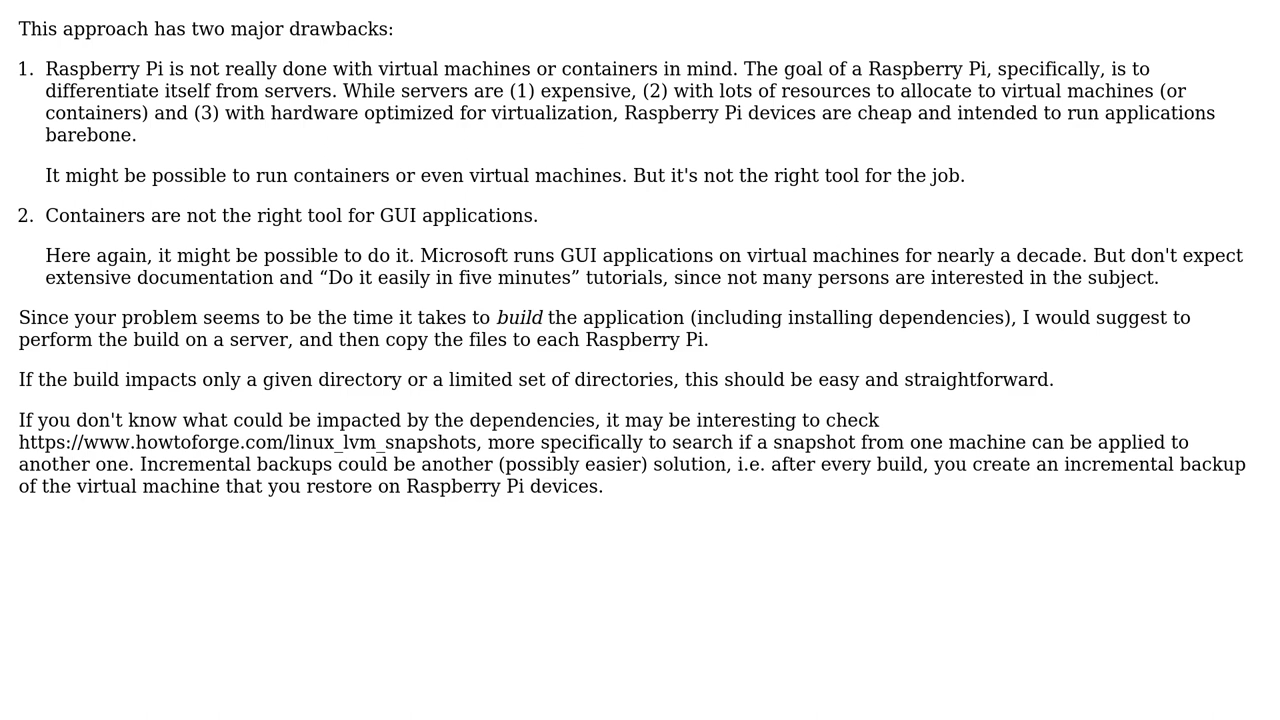 This approach has two major drawbacks:
1. Raspberry Pi is not really done with virtual machines or containers in mind. The goal of a Raspberry Pi, specifically, is to
differentiate itself from servers. While servers are (1) expensive, (2) with lots of resources to allocate to virtual machines (or
containers) and (3) with hardware optimized for virtualization, Raspberry Pi devices are cheap and intended to run applications
barebone.
It might be possible to run containers or even virtual machines. But it's not the right tool for the job.
2. Containers are not the right tool for GUI applications.
Here again, it might be possible to do it. Microsoft runs GUI applications on virtual machines for nearly a decade. But don't expect
extensive documentation and “Do it easily in five minutes” tutorials, since not many persons are interested in the subject.
Since your problem seems to be the time it takes to build the application (including installing dependencies), I would suggest to
perform the build on a server, and then copy the files to each Raspberry Pi.
If the build impacts only a given directory or a limited set of directories, this should be easy and straightforward.
If you don't know what could be impacted by the dependencies, it may be interesting to check
https://www.howtoforge.com/linux_lvm_snapshots, more specifically to search if a snapshot from one machine can be applied to
another one. Incremental backups could be another (possibly easier) solution, i.e. after every build, you create an incremental backup
of the virtual machine that you restore on Raspberry Pi devices.